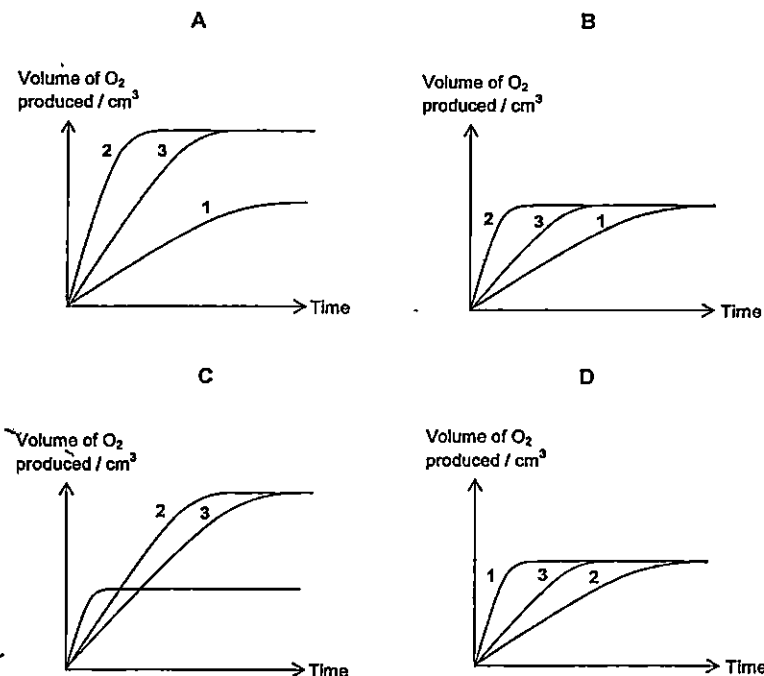 A
Volume of O₂
produced / cm³
2
3
1
Time
B
Volume of O₂
produced / cm³
2
3
1
Time
C
Volume of O₂
produced / cm³
2
3
Time
D
Volume of O₂
produced / cm³
1
3
2
Time